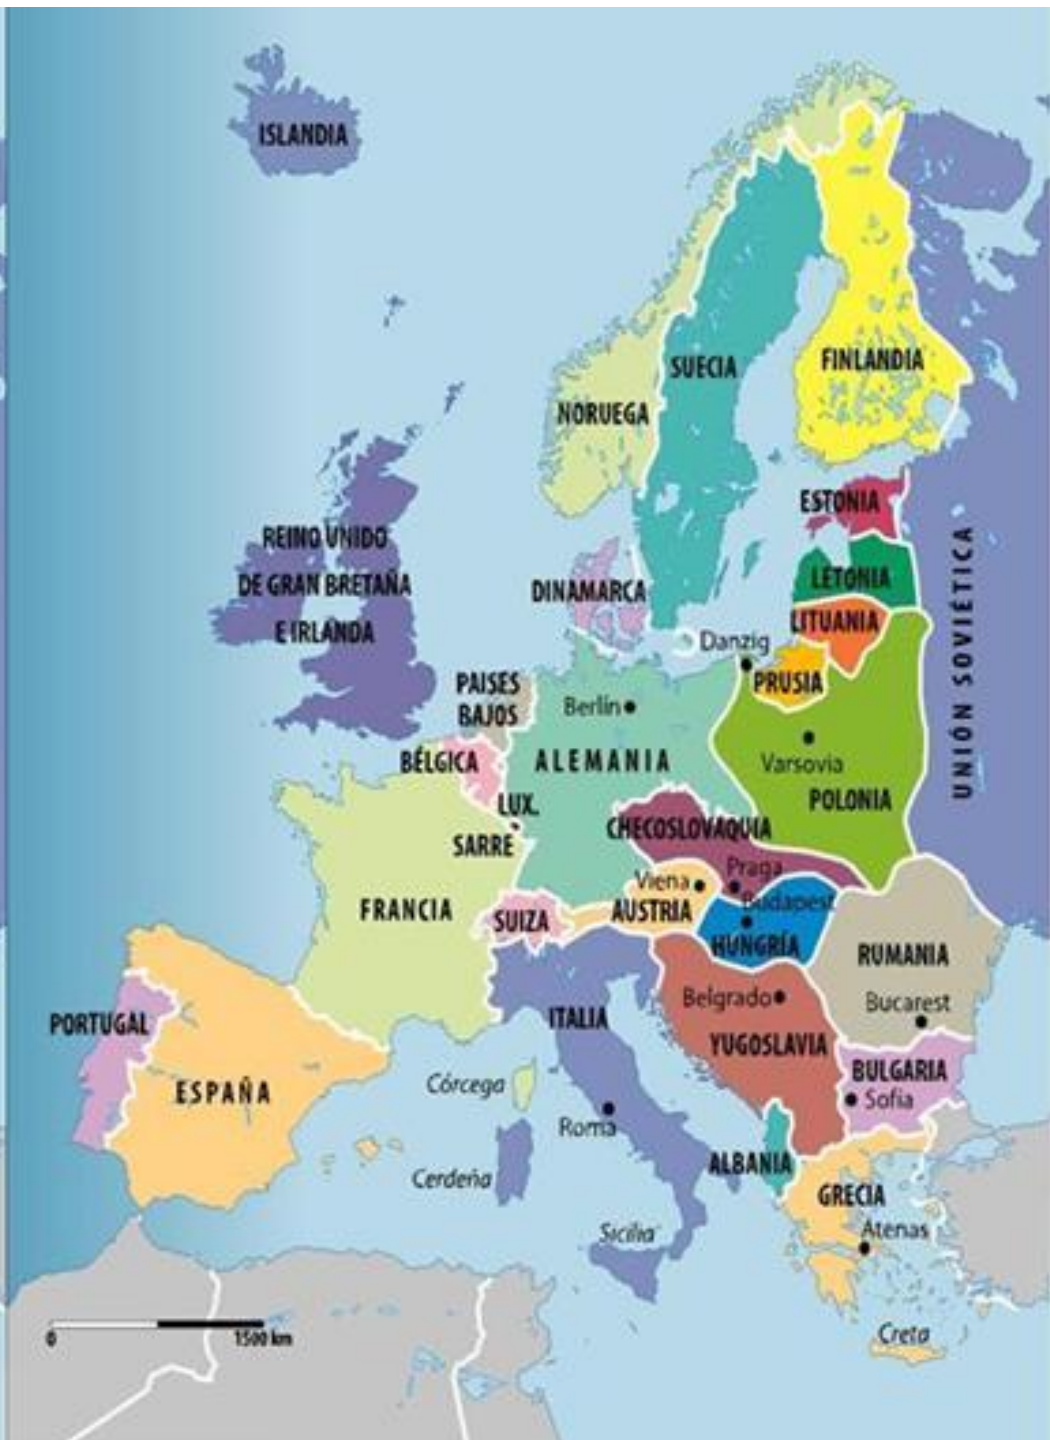 ISLANDIA
SUECIA
FINLANDIA
NORUEGA
ESTONIA
REINO UNIDO
DE GRAN BRETAÑA
E IRLANDA
DINAMARCA
LETONIA
LITUANIA
UNIÓN SOVIÉTICA
Danzig
PRUSIA
PAISES
BAJOS
Berlín
BÉLGICA
ALEMANIA
Varsovia
POLONIA
LUX.
SARRE
CHECOSLOVAQUIA
Praga
Viena
Budapest
FRANCIA
SUIZA
AUSTRIA
HUNGRÍA
RUMANIA
Belgrado
Bucarest
PORTUGAL
ITALIA
YUGOSLAVIA
ESPAÑA
Córcega
BULGARIA
Sofia
Roma
Cerdeña
ALBANIA
GRECIA
Sicilia
Atenas
Creta
0 1500 km